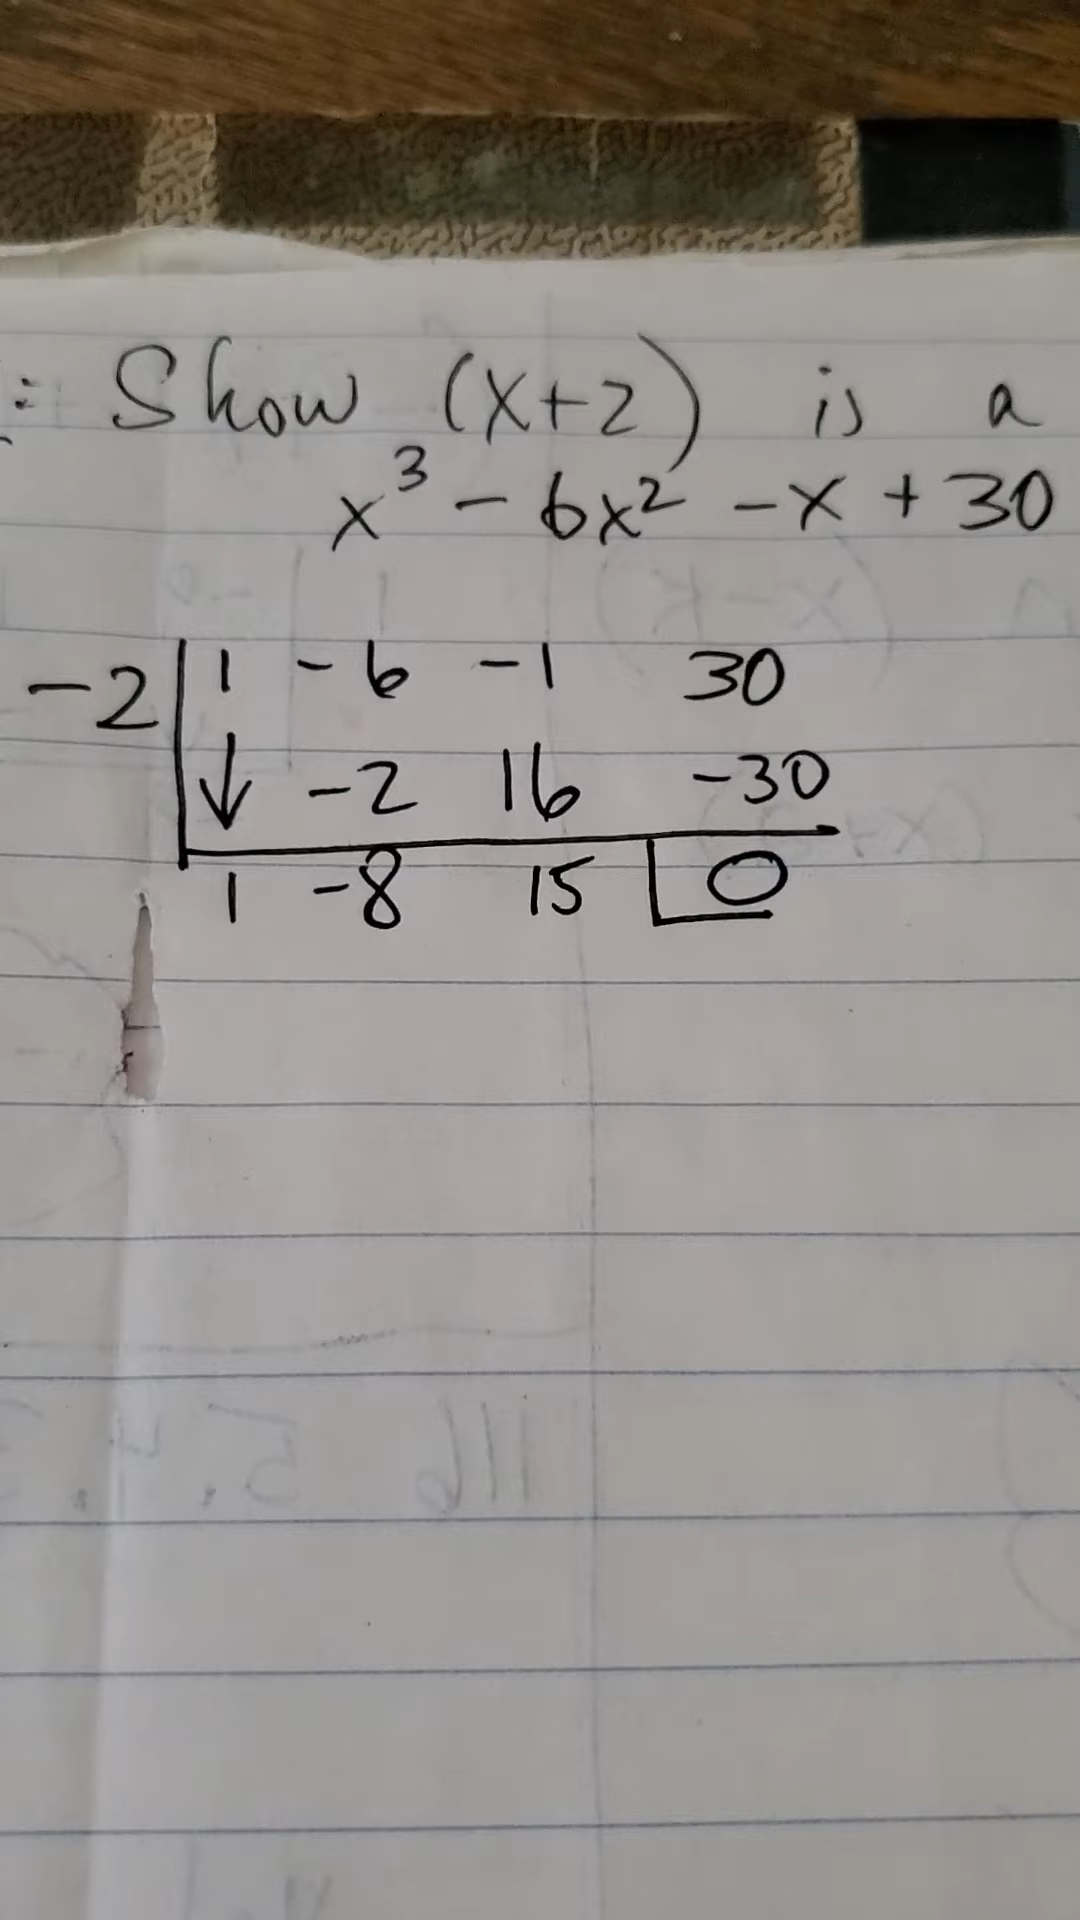 : Show (x+2) is a
x³ - 6x² - x + 30
-2 | 1 -6 -1 30
↓ -2 16 -30
1 -8 15 | 0